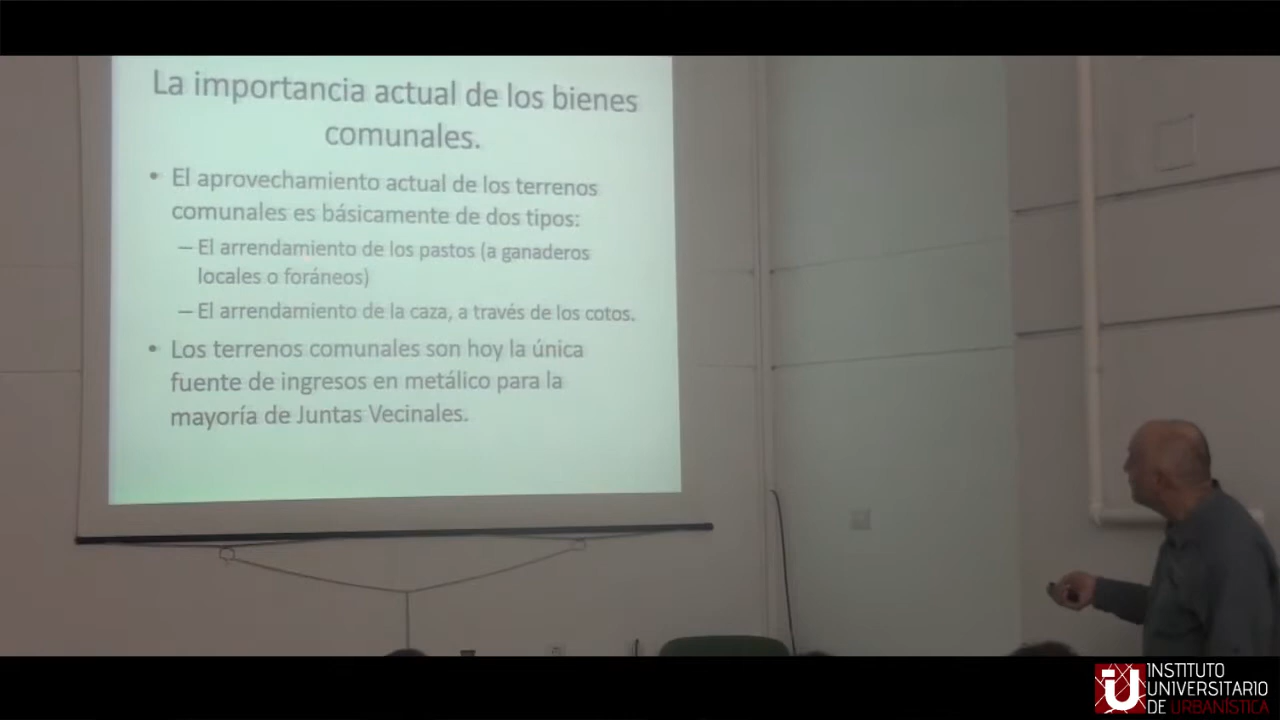 La importancia actual de los bienes
comunales.
• El aprovechamiento actual de los terrenos
comunales es básicamente de dos tipos:
– El arrendamiento de los pastos (a ganaderos
locales o foráneos)
– El arrendamiento de la caza, a través de los cotos.
• Los terrenos comunales son hoy la única
fuente de ingresos en metálico para la
mayoría de Juntas Vecinales.
iU INSTITUTO
UNIVERSITARIO
DE URBANÍSTICA